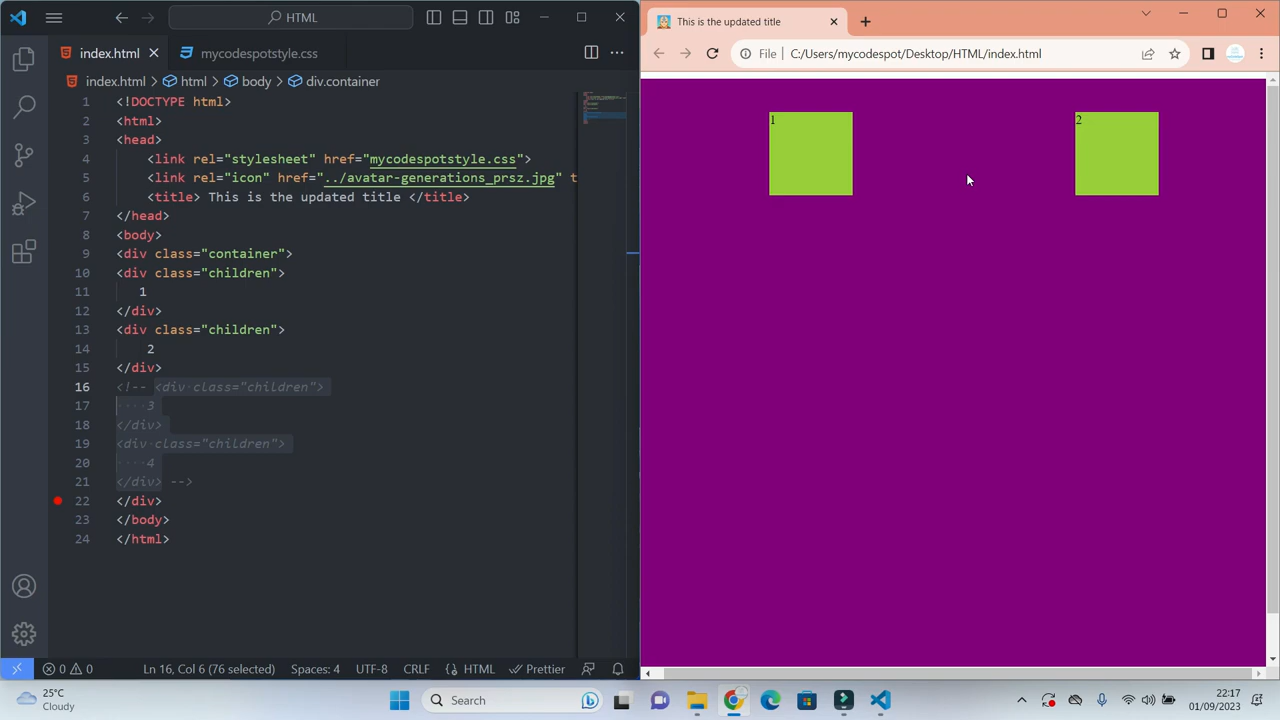 HTML
index.html
mycodespotstyle.css
index.html > html > body > div.container
1 <!DOCTYPE html>
2 <html>
3 <head>
4 <link rel="stylesheet" href="mycodespotstyle.css">
5 <link rel="icon" href="../avatar-generations_prsz.jpg" t
6 <title> This is the updated title </title>
7 </head>
8 <body>
9 <div class="container">
10 <div class="children">
11 1
12 </div>
13 <div class="children">
14 2
15 </div>
16 <!-- <div class="children">
17 3
18 </div>
19 <div class="children">
20 4
21 </div> -->
22 </div>
23 </body>
24 </html>
0 0 Ln 16, Col 6 (76 selected) Spaces: 4 UTF-8 CRLF HTML Prettier
This is the updated title
File C:/Users/mycodespot/Desktop/HTML/index.html
1 2
25°C
Cloudy
Search
22:17
01/09/2023